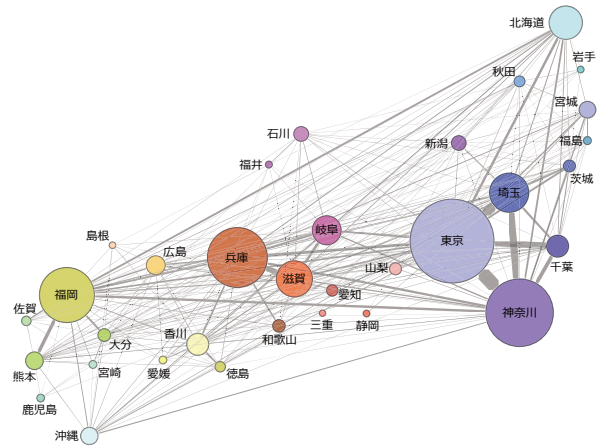 北海道
岩手
秋田
宮城
石川
新潟
福島
福井
茨城
埼玉
岐阜
島根
東京
広島
兵庫
千葉
山梨
滋賀
福岡
愛知
佐賀
三重
静岡
神奈川
香川
和歌山
大分
熊本
宮崎
愛媛
徳島
鹿児島
沖縄